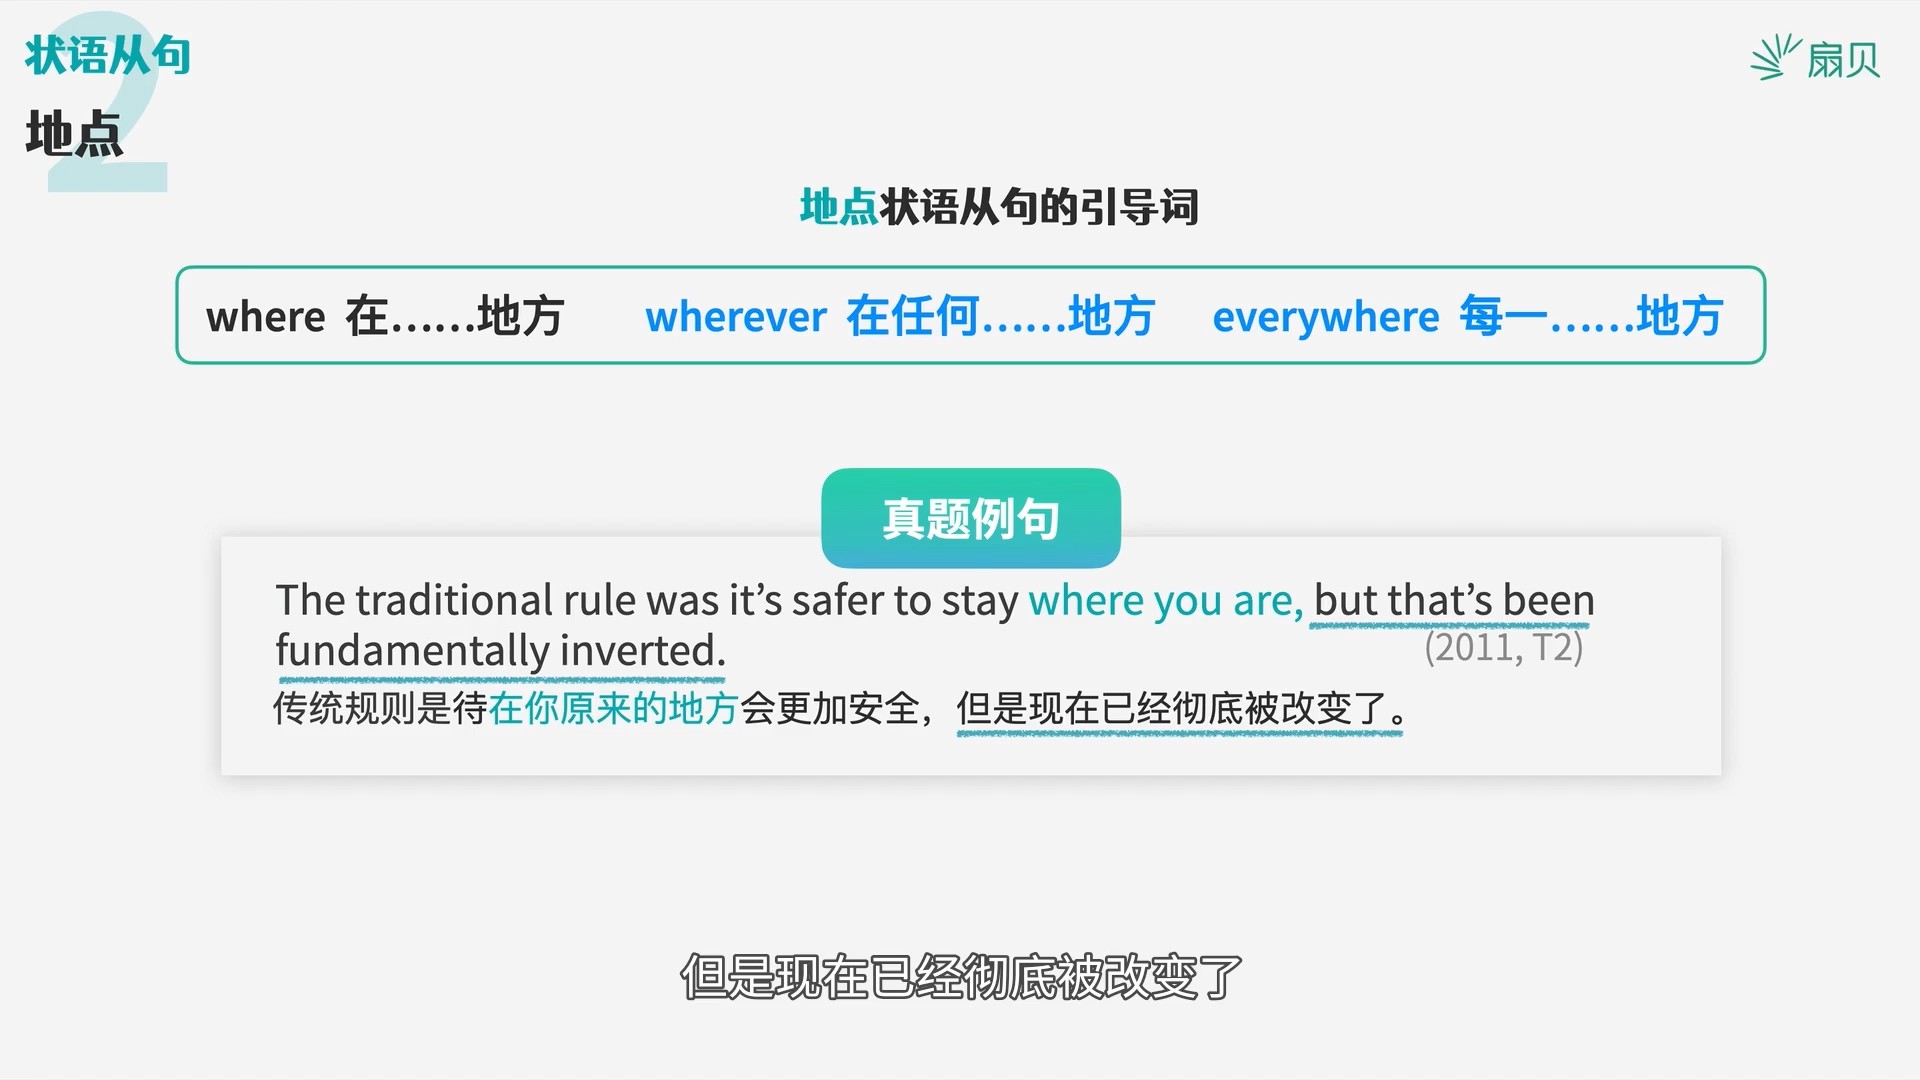 状语从句
2
地点
扇贝
地点状语从句的引导词
where 在……地方 wherever 在任何……地方 everywhere 每一……地方
真题例句
The traditional rule was it’s safer to stay where you are, but that’s been
fundamentally inverted.
(2011, T2)
传统规则是待在你原来的地方会更加安全，但是现在已经彻底被改变了。
但是现在已经彻底被改变了